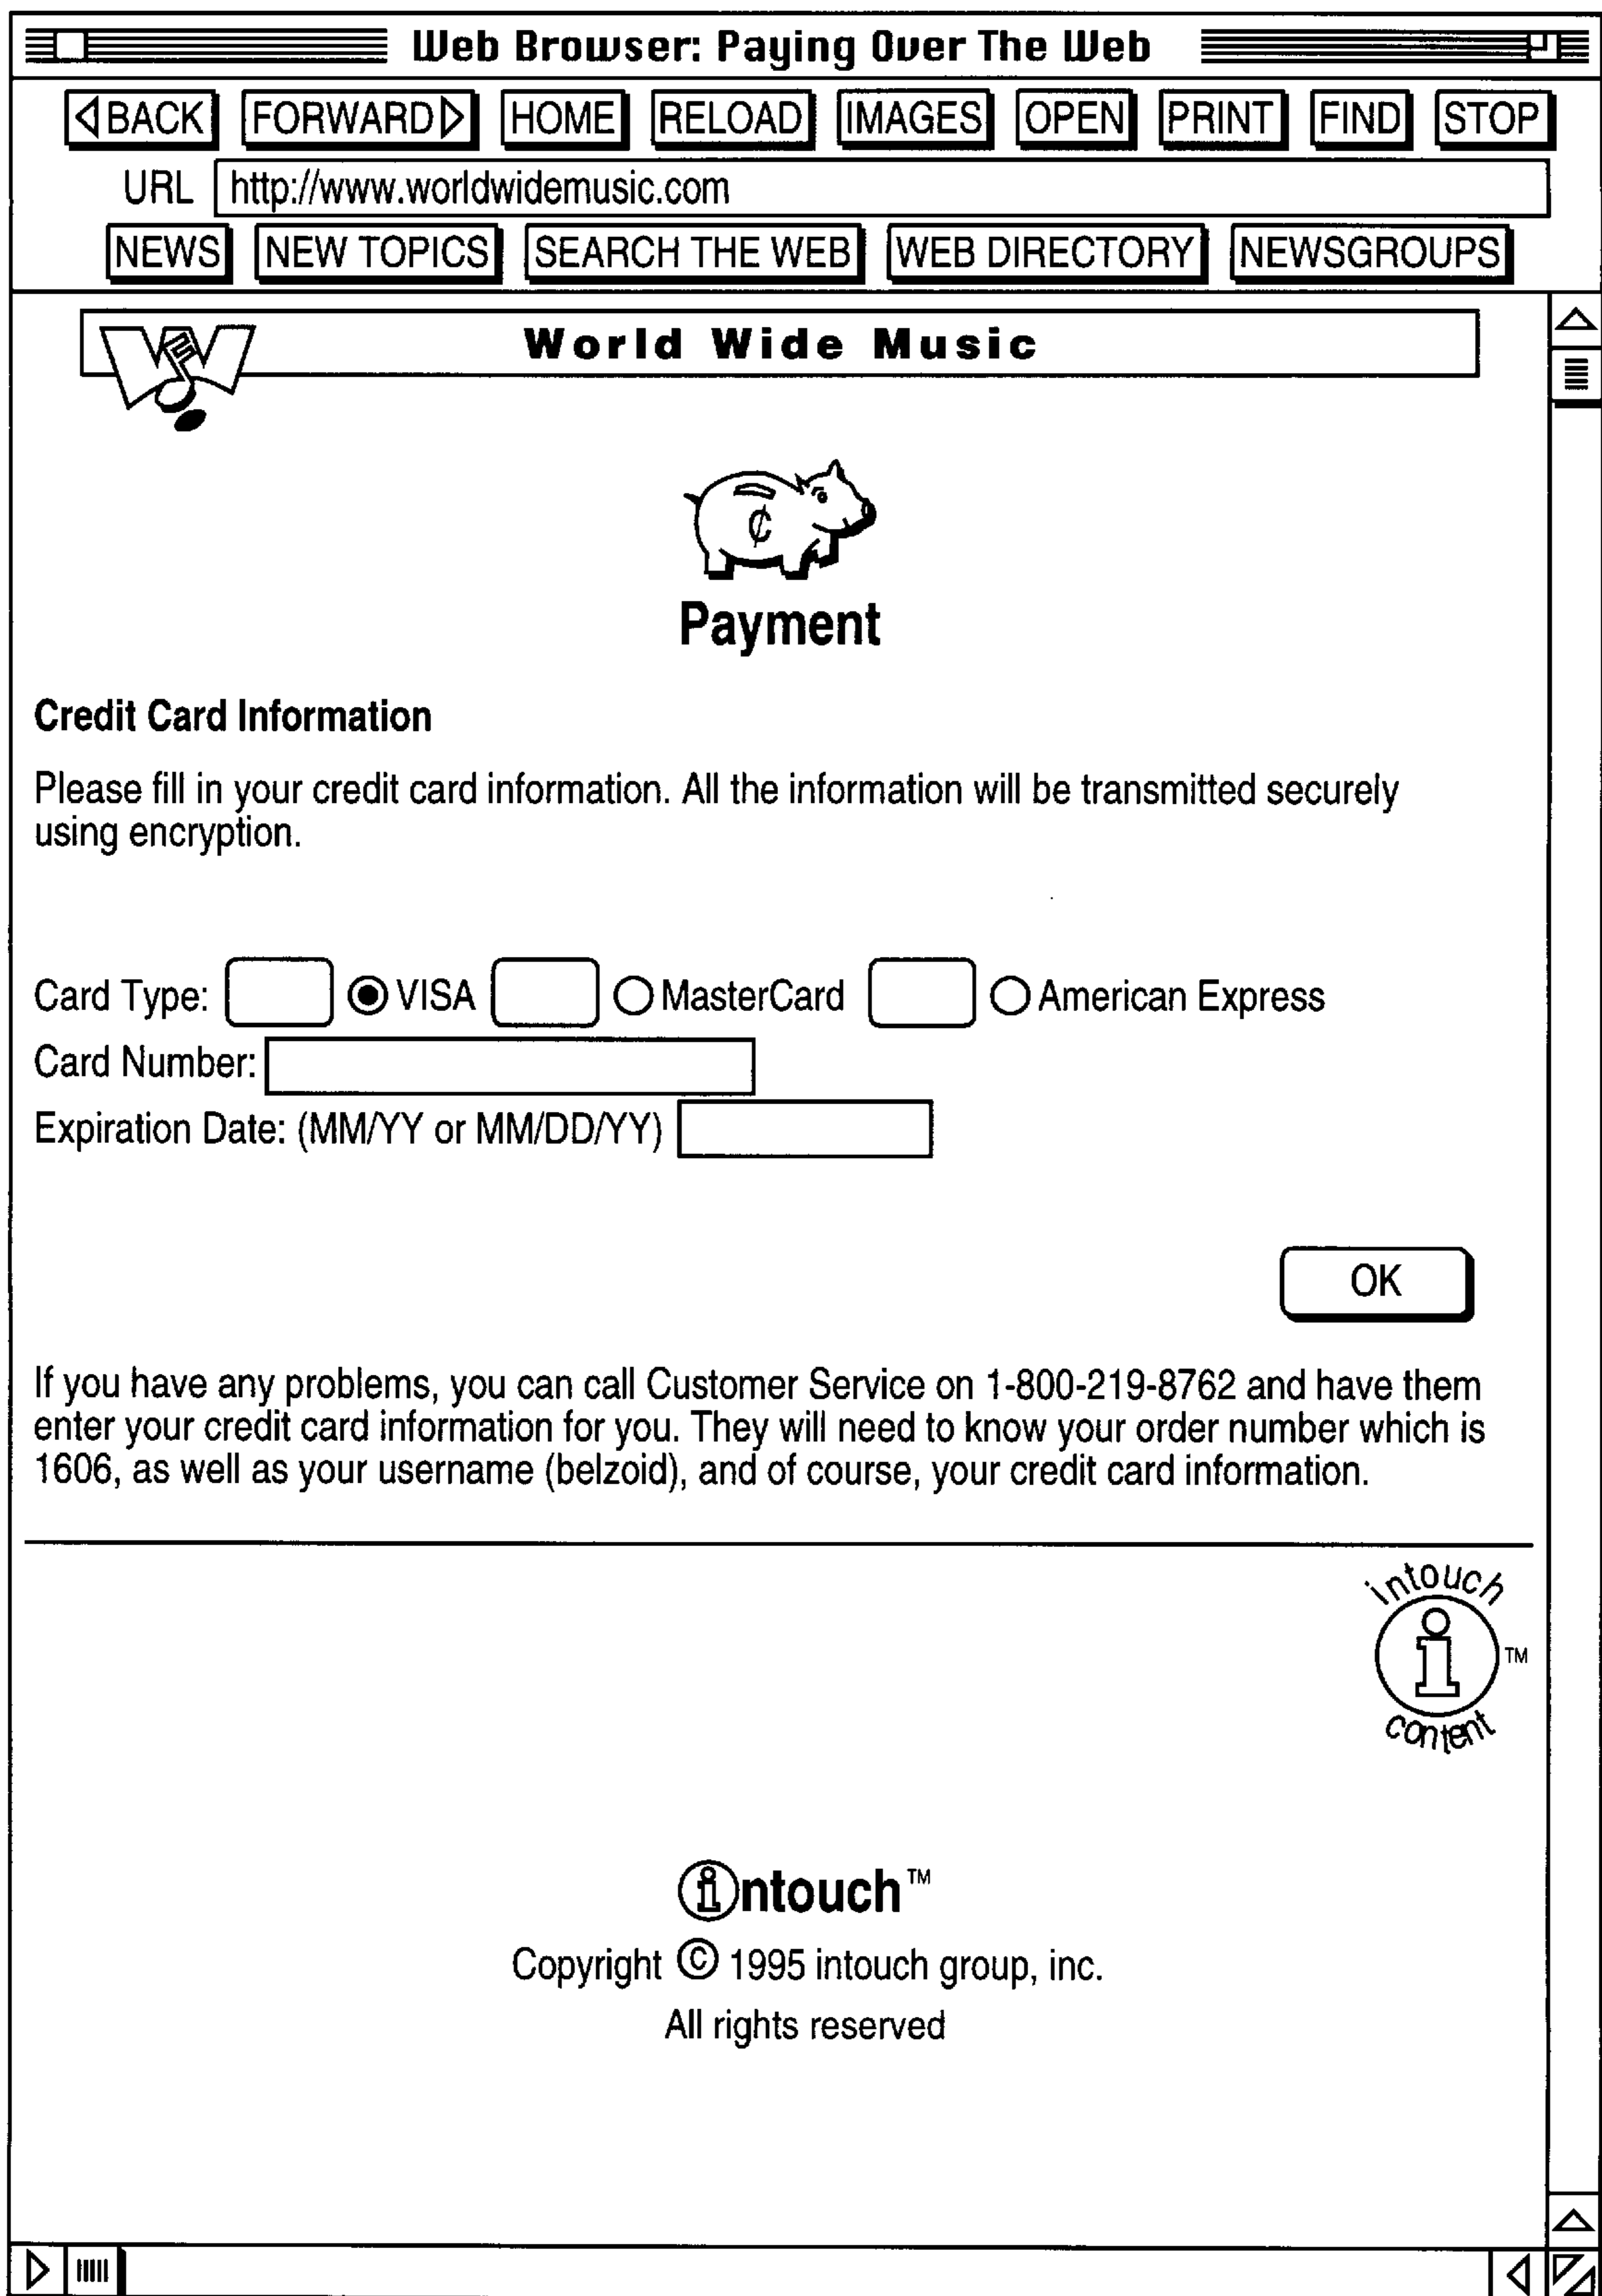 Web Browser: Paying Over The Web
BACK FORWARD HOME RELOAD IMAGES OPEN PRINT FIND STOP
URL http://www.worldwidemusic.com
NEWS NEW TOPICS SEARCH THE WEB WEB DIRECTORY NEWSGROUPS
World Wide Music
¢
Payment
Credit Card Information
Please fill in your credit card information. All the information will be transmitted securely
using encryption.
Card Type: VISA MasterCard American Express
Card Number:
Expiration Date: (MM/YY or MM/DD/YY)
OK
If you have any problems, you can call Customer Service on 1-800-219-8762 and have them
enter your credit card information for you. They will need to know your order number which is
1606, as well as your username (belzoid), and of course, your credit card information.
intouch
i TM
content
intouch™
Copyright © 1995 intouch group, inc.
All rights reserved